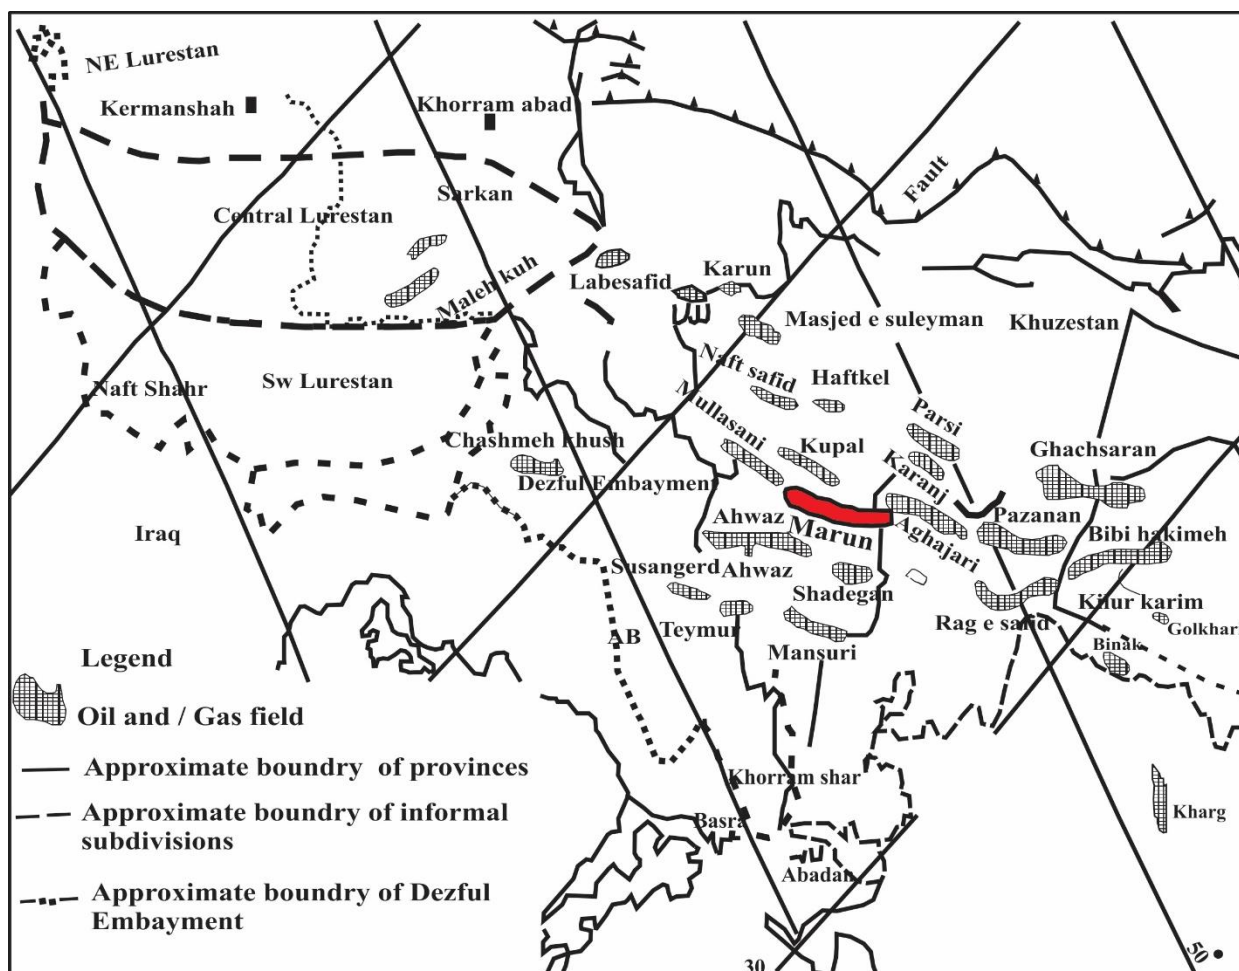 NE Lurestan
Kermanshah
Khorram abad
Fault
Sarkan
Central Lurestan
Maleh kuh
Labesafid
Karun
Masjed e suleyman
Khuzestan
Naft Shahr
Sw Lurestan
Naft safid
Haftkel
Mullasani
Parsi
Chashmeh khush
Kupal
Karanj
Ghachsaran
Dezful Embayment
Iraq
Ahwaz
Marun
Aghajari
Pazanan
Bibi hakimeh
Susangerd
Ahwaz
Shadegan
Kilur karim
Teymur
Rag e safid
Golkhari
AB
Mansuri
Binak
Legend
Oil and / Gas field
Approximate boundry of provinces
Approximate boundry of informal
subdivisions
Approximate boundry of Dezful
Embayment
Khorram shar
Basra
Abadan
Kharg
30
50